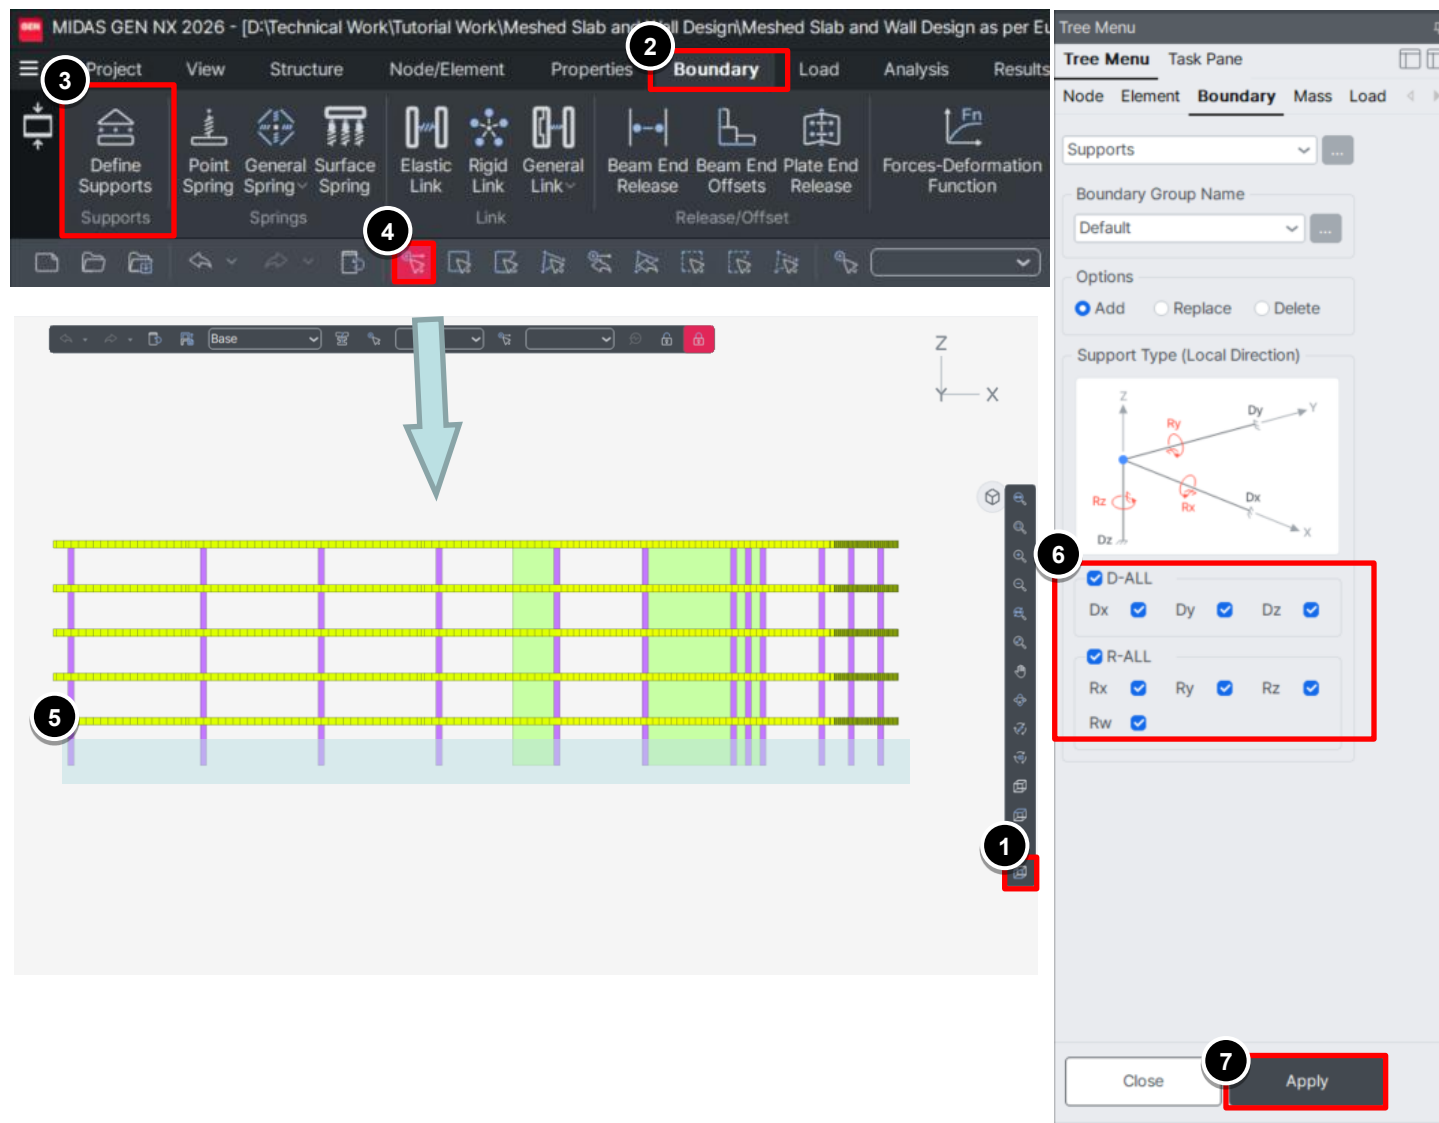 GEN MIDAS GEN NX 2026 - [D:\Technical Work\Tutorial Work\Meshed Slab and Wall Design\Meshed Slab and Wall Design as per Eu
2
3
Project View Structure Node/Element Properties Boundary Load Analysis Results
Define Supports
Point Spring
General Spring
Surface Spring
Elastic Link
Rigid Link
General Link
Beam End Release
Beam End Offsets
Plate End Release
Fn
Forces-Deformation Function
Supports Springs Link Release/Offset
4
Base
Z
Y X
5
1
Tree Menu
Tree Menu Task Pane
Node Element Boundary Mass Load
Supports ...
Boundary Group Name
Default ...
Options
Add Replace Delete
Support Type (Local Direction)
Z
Dy Y
Ry
Rz
Rx
Dx
X
Dz
6
D-ALL
Dx Dy Dz
R-ALL
Rx Ry Rz
Rw
7
Close Apply